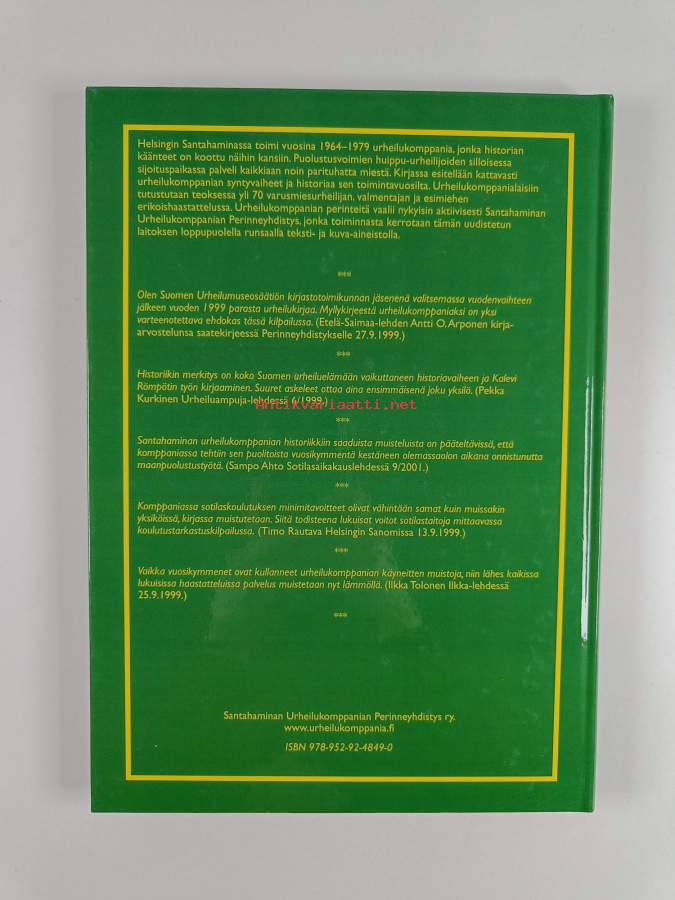 Helsingin Santahaminassa toimi vuosina 1964–1979 urheilukomppania, jonka historian
käänteet on koottu näihin kansiin. Puolustusvoimien huippu-urheilijoiden silloisessa
sijoituspaikassa palveli kaikkiaan noin parituhatta miestä. Kirjassa esitellään kattavasti
urheilukomppanian syntyvaiheet ja historiaa sen toimintavuosilta. Urheilukomppanialaisiin
tutustutaan teoksessa yli 70 varusmiesurheilijan, valmentajan ja esimiehen
erikoishaastattelussa. Urheilukomppanian perinteitä vaalii nykyisin aktiivisesti Santahaminan
Urheilukomppanian Perinneyhdistys, jonka toiminnasta kerrotaan tämän uudistetun
laitoksen loppupuolella runsaalla teksti- ja kuva-aineistolla.
***
Olen Suomen Urheilumuseosäätiön kirjastotoimikunnan jäsenenä valitsemassa vuodenvaihteen
jälkeen vuoden 1999 parasta urheilukirjaa. Myllykirjeestä urheilukomppaniaksi on yksi
varteenotettava ehdokas tässä kilpailussa. (Etelä-Saimaa-lehden Antti O. Arponen kirja-
arvostelunsa saatekirjeessä Perinneyhdistykselle 27.9.1999.)
***
Historiikin merkitys on koko Suomen urheiluelämään vaikuttaneen historiavaiheen ja Kalevi
Römpötin työn kirjaaminen. Suuret askeleet ottaa aina ensimmäisenä joku yksilö. (Pekka
Kurkinen Urheiluampuja-lehdessä 6/1999.)
Antikvariaatti.net
***
Santahaminan urheilukomppanian historiikkiin saaduista muisteluista on pääteltävissä, että
komppaniassa tehtiin sen puolitoista vuosikymmentä kestäneen olemassaolon aikana onnistunutta
maanpuolustustyötä. (Sampo Ahto Sotilasaikakauslehdessä 9/2001.)
***
Komppaniassa sotilaskoulutuksen minimitavoitteet olivat vähintään samat kuin muissakin
yksiköissä, kirjassa muistutetaan. Siitä todisteena lukuisat voitot sotilastaitoja mittaavassa
koulutustarkastuskilpailussa. (Timo Rautava Helsingin Sanomissa 13.9.1999.)
***
Vaikka vuosikymmenet ovat kullanneet urheilukomppanian käyneitten muistoja, niin lähes kaikissa
lukuisissa haastatteluissa palvelus muistetaan nyt lämmöllä. (Ilkka Tolonen Ilkka-lehdessä
25.9.1999.)
***
Santahaminan Urheilukomppanian Perinneyhdistys ry.
www.urheilukomppania.fi
ISBN 978-952-92-4849-0